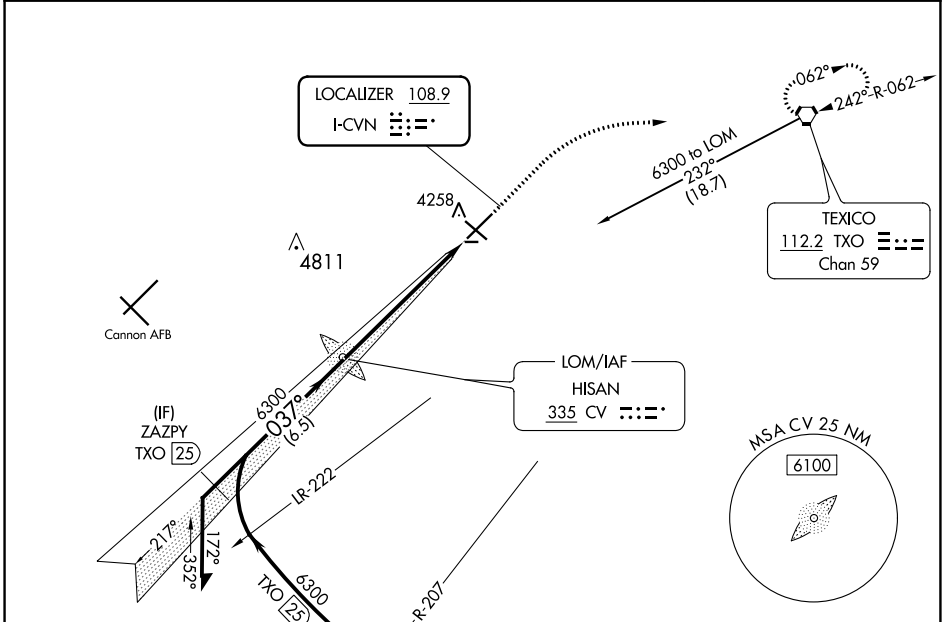 LOCALIZER 108.9
I-CVN
062°
242° R-062
6300 to LOM
232°
(18.7)
TEXICO
112.2 TXO
Chan 59
4258
4811
Cannon AFB
LOM/IAF
HISAN
335 CV
6300
037°
(6.5)
(IF)
ZAZPY
TXO 25
MSA CV 25 NM
6100
LR-222
217°
352°
172°
6300
TXO 25
R-207